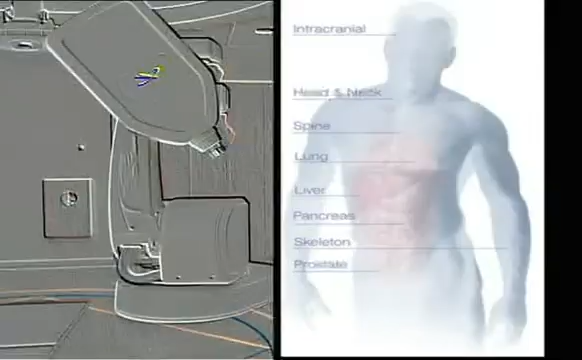 Intracranial
Head & Neck
Spine
Lung
Liver
Pancreas
Skeleton
Prostate